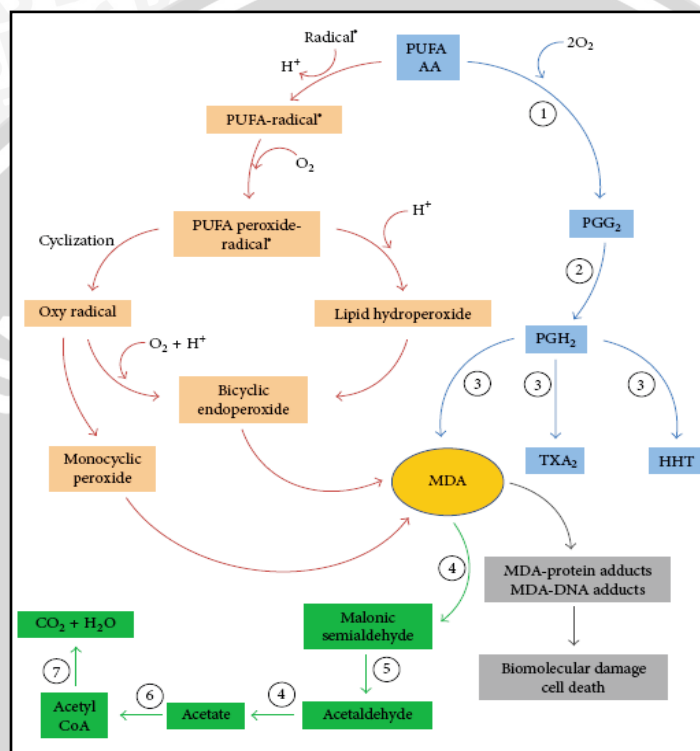 Radical•
PUFA
AA
2O₂
H⁺
1
PUFA-radical•
O₂
H⁺
PUFA peroxide-
radical•
PGG₂
Cyclization
2
Oxy radical
Lipid hydroperoxide
O₂ + H⁺
PGH₂
3
3
3
Bicyclic
endoperoxide
Monocyclic
peroxide
MDA
TXA₂
HHT
4
MDA-protein adducts
MDA-DNA adducts
CO₂ + H₂O
Malonic
semialdehyde
7
5
Biomolecular damage
cell death
6
4
Acetyl
CoA
Acetate
Acetaldehyde